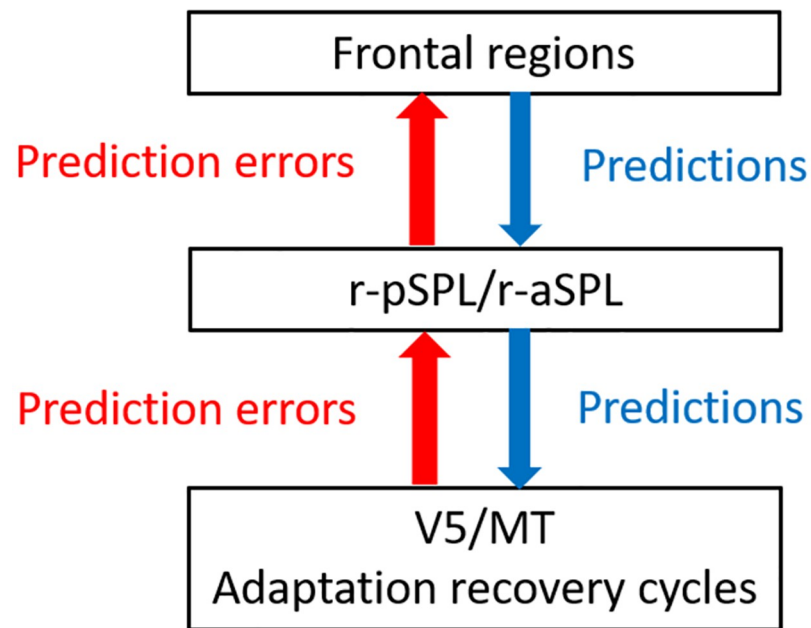 Frontal regions
Prediction errors
Predictions
r-pSPL/r-aSPL
Prediction errors
Predictions
V5/MT
Adaptation recovery cycles